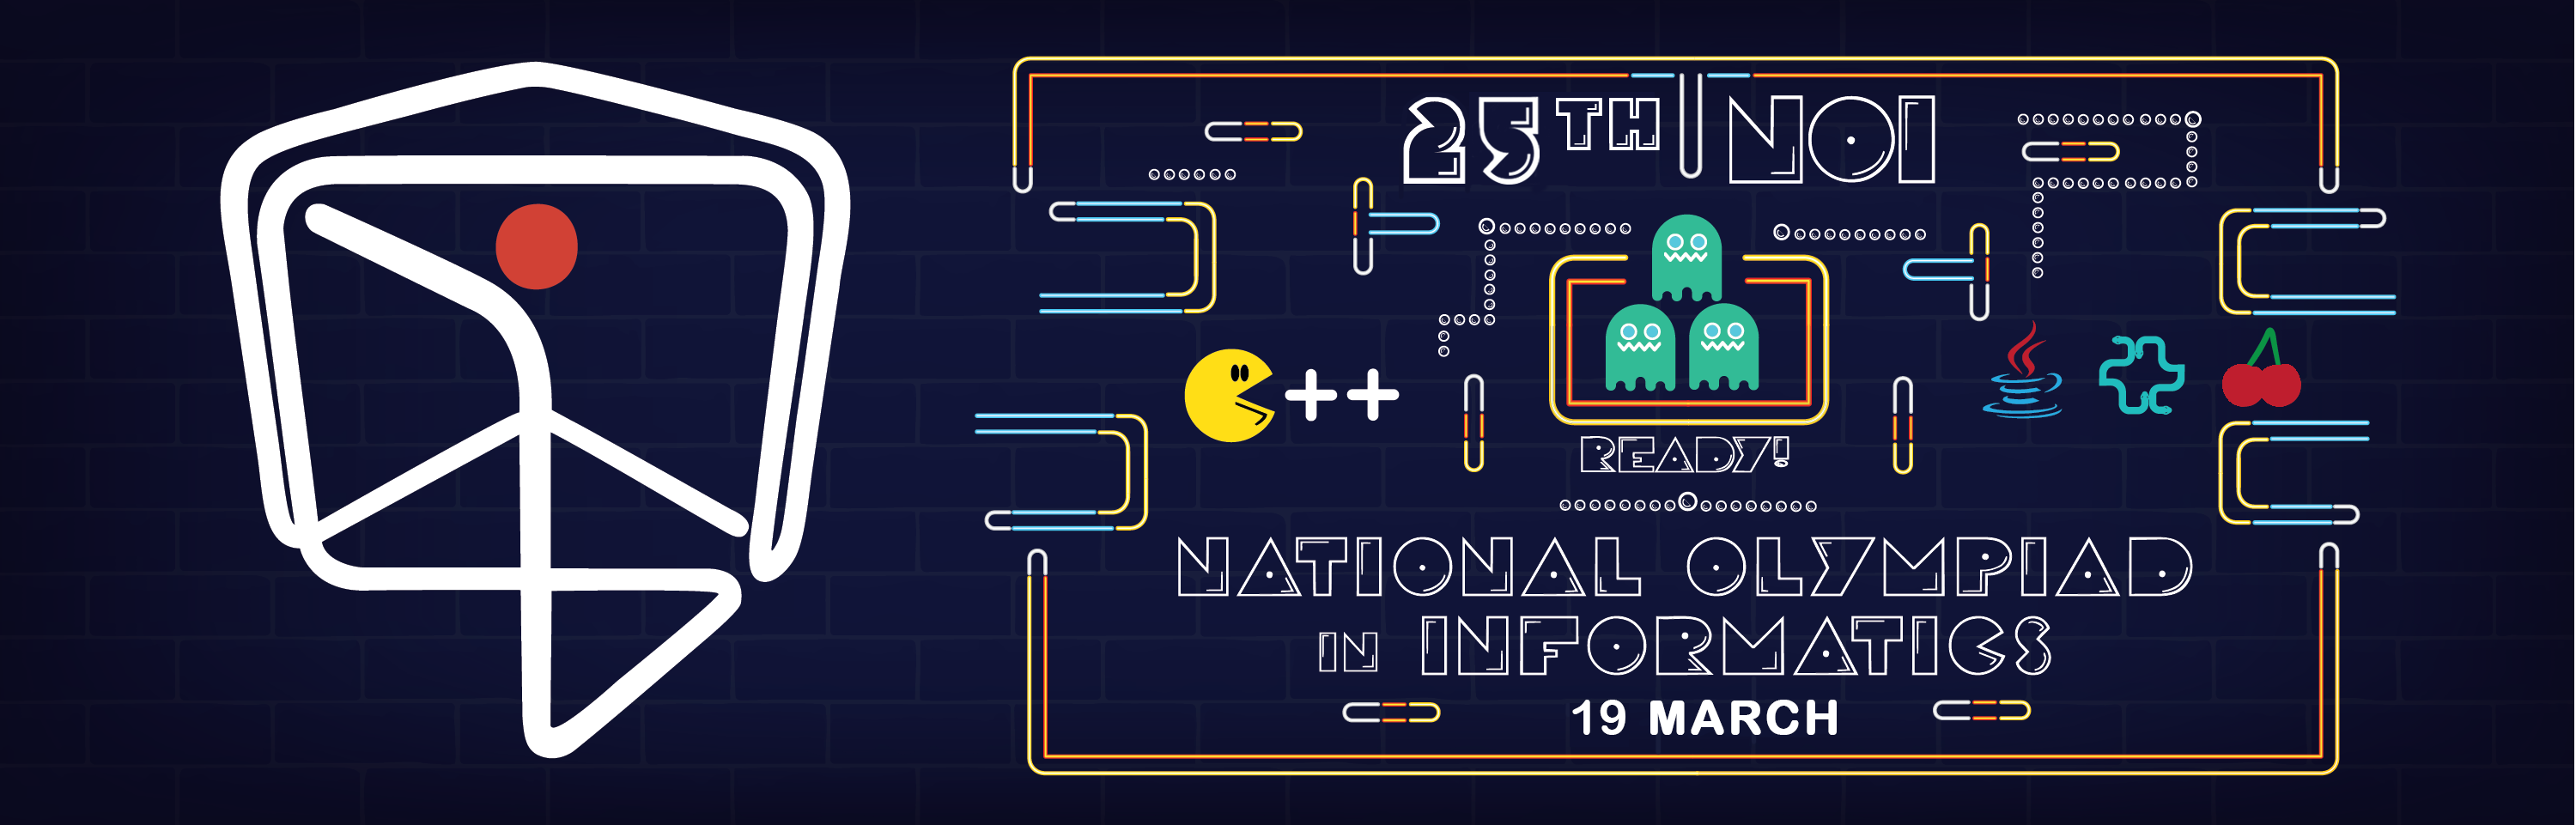 25TH NOI
++
READY!
NATIONAL OLYMPIAD
IN INFORMATICS
19 MARCH